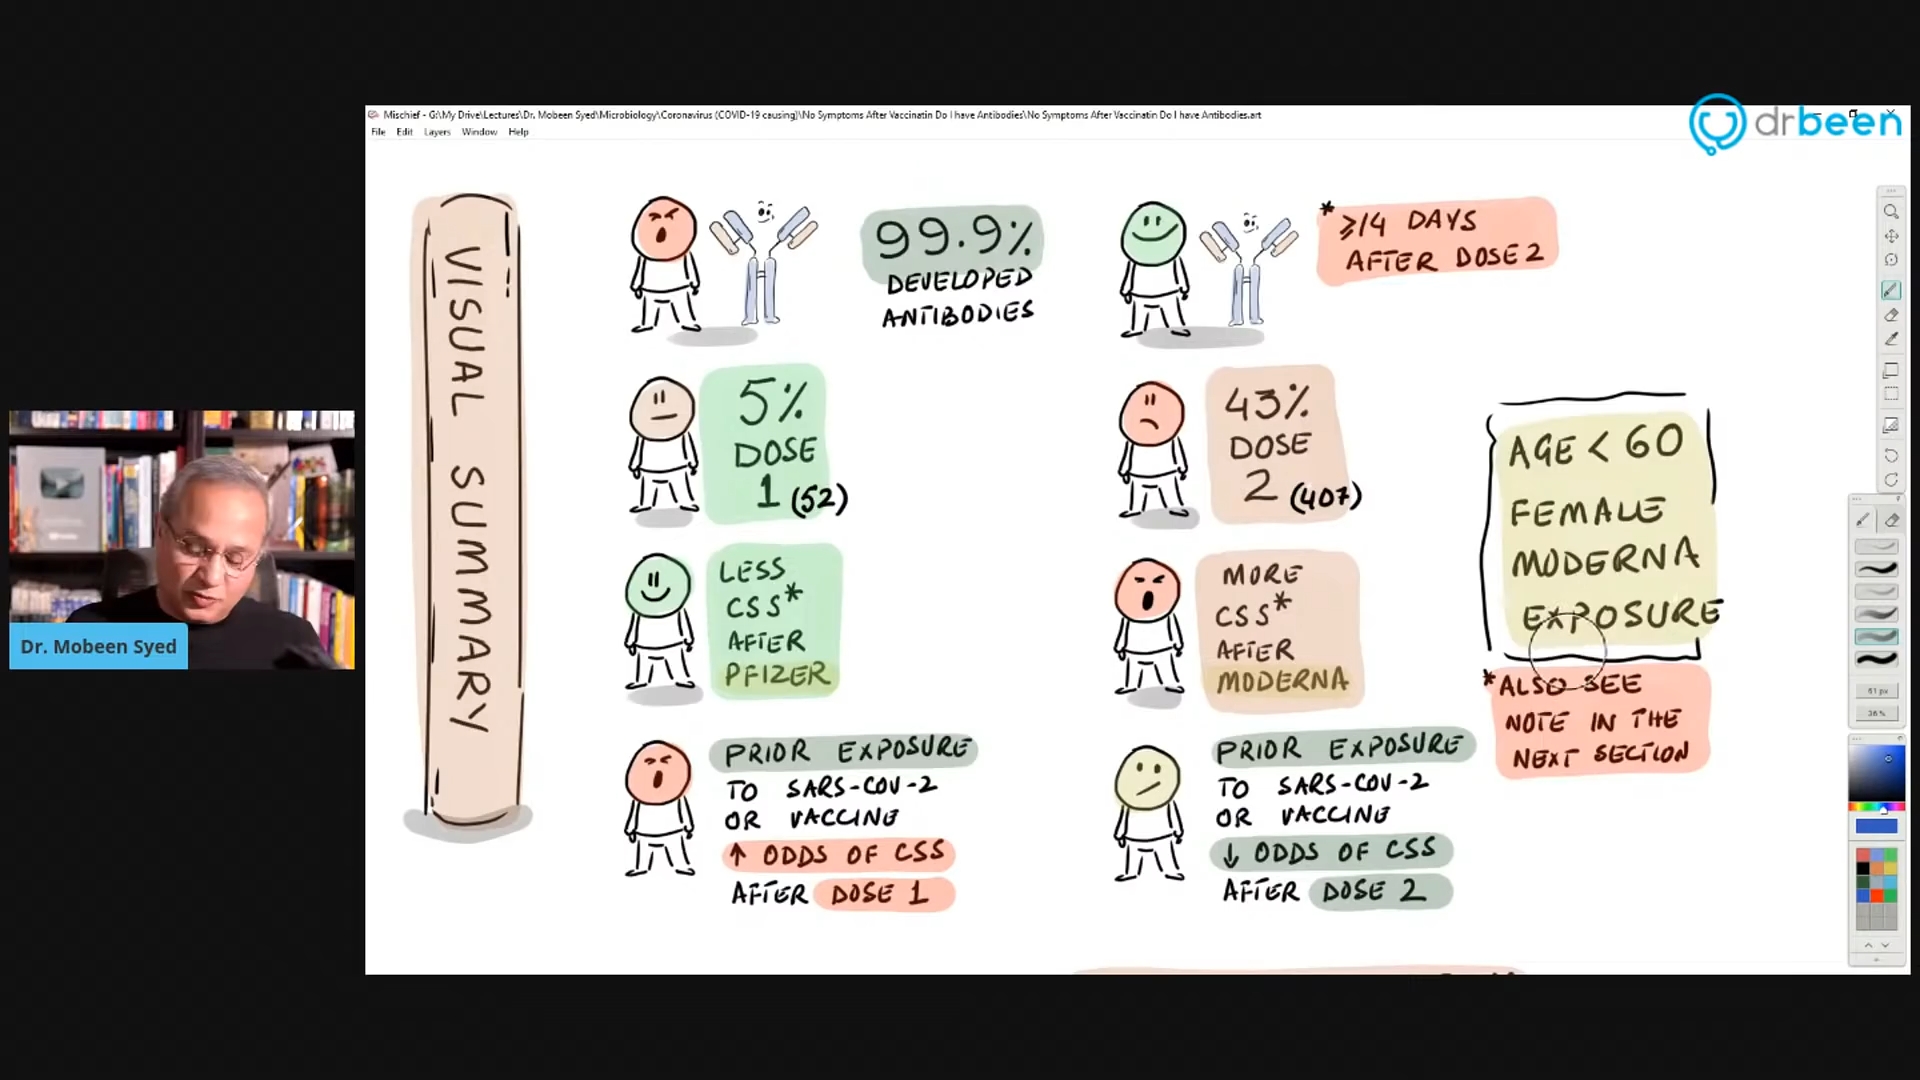 Mischief - G:\My Drive\Lectures\Dr. Mobeen Syed\Microbiology\Coronavirus (COVID-19 causing)\No Symptoms After Vaccinatin Do I have Antibodies\No Symptoms After Vaccinatin Do I have Antibodies.art
File Edit Layers Window Help
drbeen
VISUAL SUMMARY
99.9%
DEVELOPED
ANTIBODIES
* ≥14 DAYS
AFTER DOSE 2
5%
DOSE
1 (52)
43%
DOSE
2 (407)
AGE < 60
FEMALE
MODERNA
EXPOSURE
LESS
CSS*
AFTER
PFIZER
MORE
CSS*
AFTER
MODERNA
*ALSO SEE
NOTE IN THE
NEXT SECTION
PRIOR EXPOSURE
TO SARS-COV-2
OR VACCINE
↑ ODDS OF CSS
AFTER DOSE 1
PRIOR EXPOSURE
TO SARS-COV-2
OR VACCINE
↓ ODDS OF CSS
AFTER DOSE 2
Dr. Mobeen Syed
61 px
36%